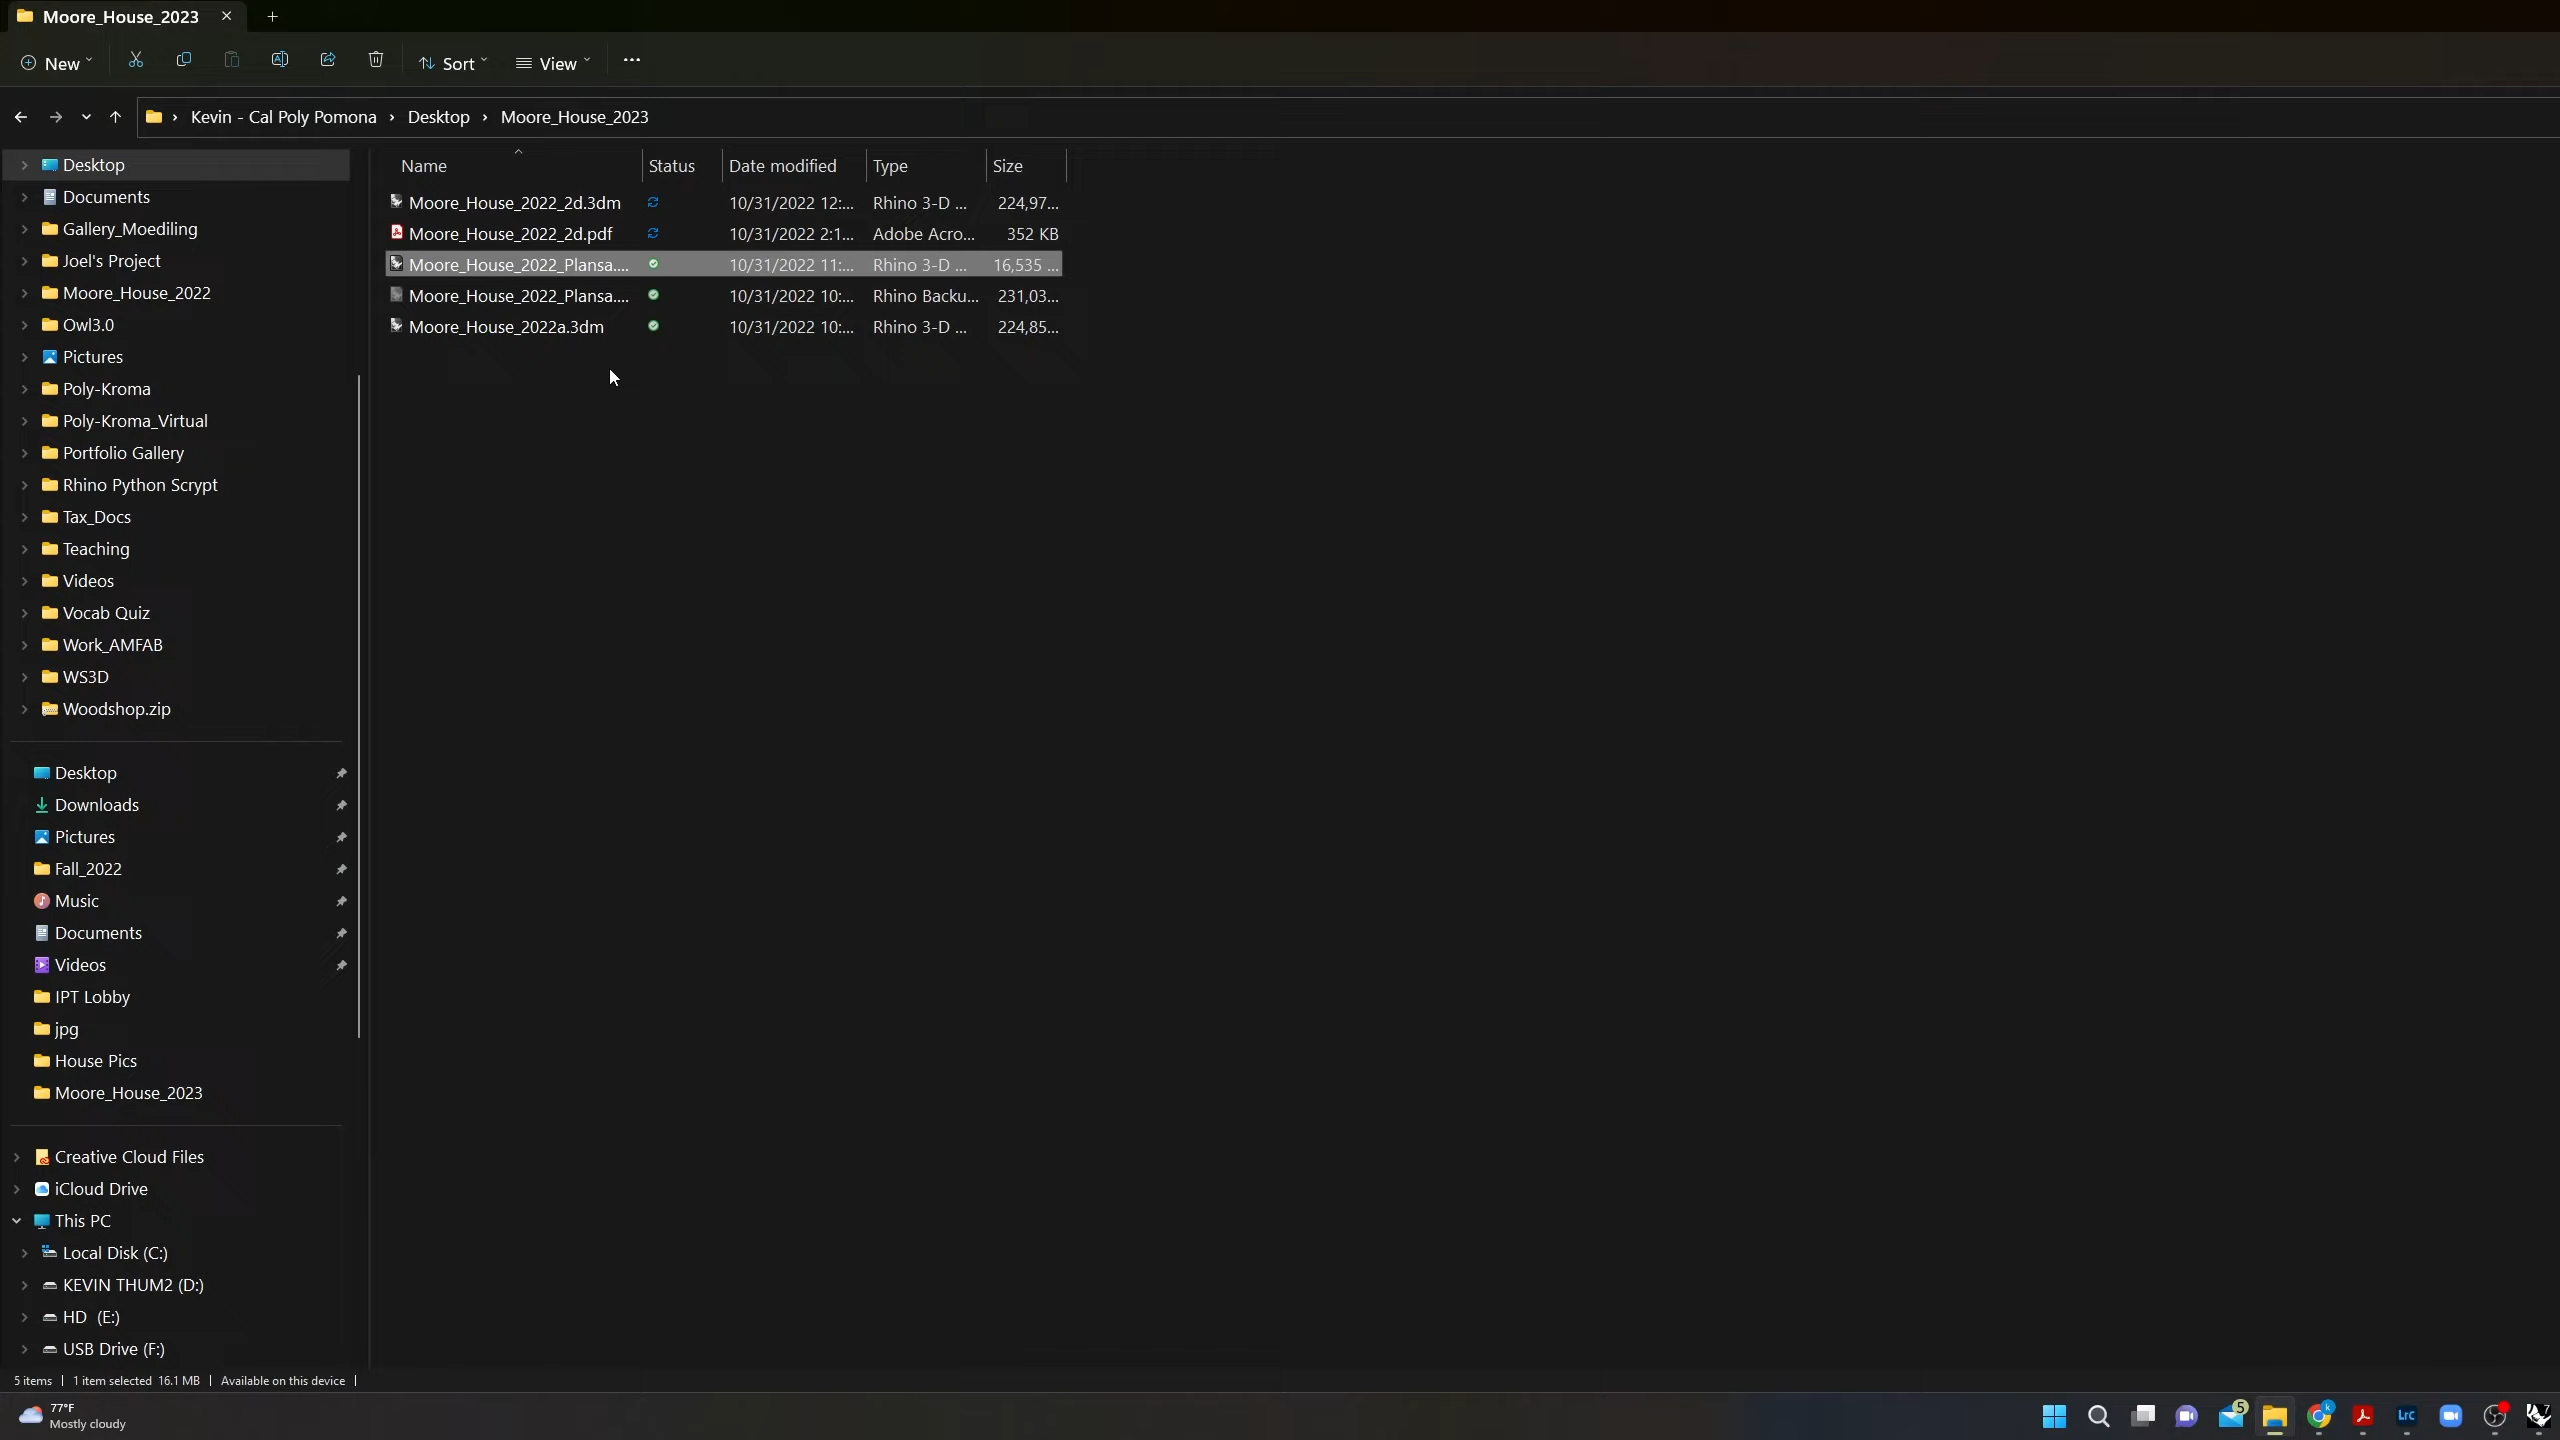 Moore_House_2023
New
Sort
View
Kevin - Cal Poly Pomona > Desktop > Moore_House_2023
Name Status Date modified Type Size
Moore_House_2022_2d.3dm 10/31/2022 12:... Rhino 3-D ... 224,97...
Moore_House_2022_2d.pdf 10/31/2022 2:1... Adobe Acro... 352 KB
Moore_House_2022_Plansa.... 10/31/2022 11:... Rhino 3-D ... 16,535 ...
Moore_House_2022_Plansa.... 10/31/2022 10:... Rhino Backu... 231,03...
Moore_House_2022a.3dm 10/31/2022 10:... Rhino 3-D ... 224,85...
Desktop
Documents
Gallery_Moediling
Joel's Project
Moore_House_2022
Owl3.0
Pictures
Poly-Kroma
Poly-Kroma_Virtual
Portfolio Gallery
Rhino Python Scrypt
Tax_Docs
Teaching
Videos
Vocab Quiz
Work_AMFAB
WS3D
Woodshop.zip
Desktop
Downloads
Pictures
Fall_2022
Music
Documents
Videos
IPT Lobby
jpg
House Pics
Moore_House_2023
Creative Cloud Files
iCloud Drive
This PC
Local Disk (C:)
KEVIN THUM2 (D:)
HD (E:)
USB Drive (F:)
5 items | 1 item selected 16.1 MB | Available on this device |
77°F
Mostly cloudy
5
k
Lrc
7